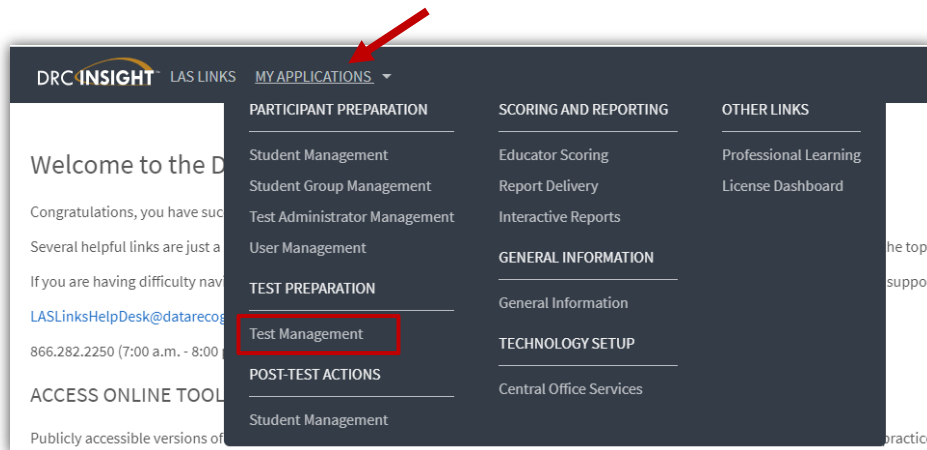 DRC INSIGHT LAS LINKS MY APPLICATIONS
PARTICIPANT PREPARATION
Student Management
Student Group Management
Test Administrator Management
User Management
TEST PREPARATION
Test Management
POST-TEST ACTIONS
Student Management
SCORING AND REPORTING
Educator Scoring
Report Delivery
Interactive Reports
GENERAL INFORMATION
General Information
TECHNOLOGY SETUP
Central Office Services
OTHER LINKS
Professional Learning
License Dashboard
Welcome to the D
Congratulations, you have suc
Several helpful links are just a
he top
If you are having difficulty navi
suppo
LASLinksHelpDesk@datarecog
866.282.2250 (7:00 a.m. - 8:00
ACCESS ONLINE TOOL
Publicly accessible versions of
practice